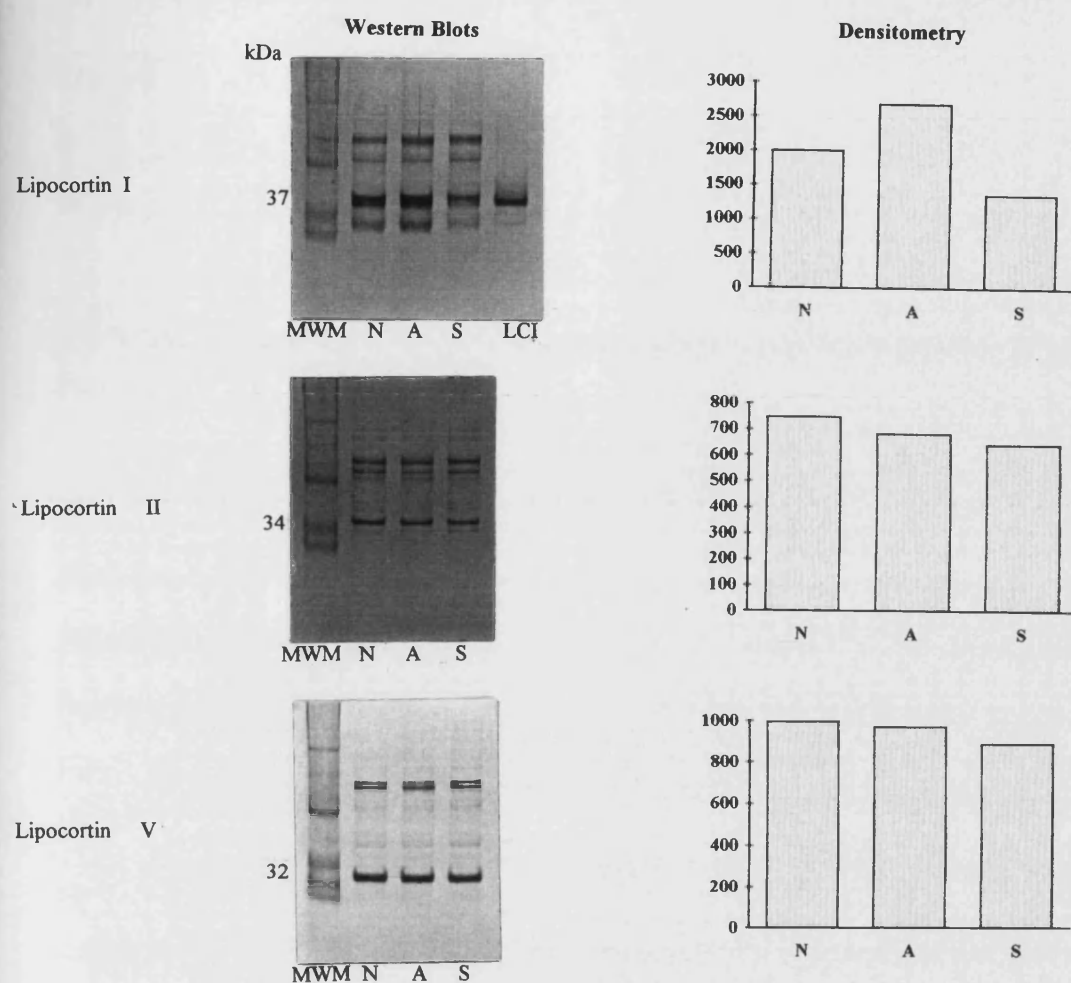 Western Blots
Densitometry
kDa
Lipocortin I
37
MWM N A S LCI
3000
2500
2000
1500
1000
500
0
N A S
Lipocortin II
34
MWM N A S
800
700
600
500
400
300
200
100
0
N A S
Lipocortin V
32
MWM N A S
1000
800
600
400
200
0
N A S